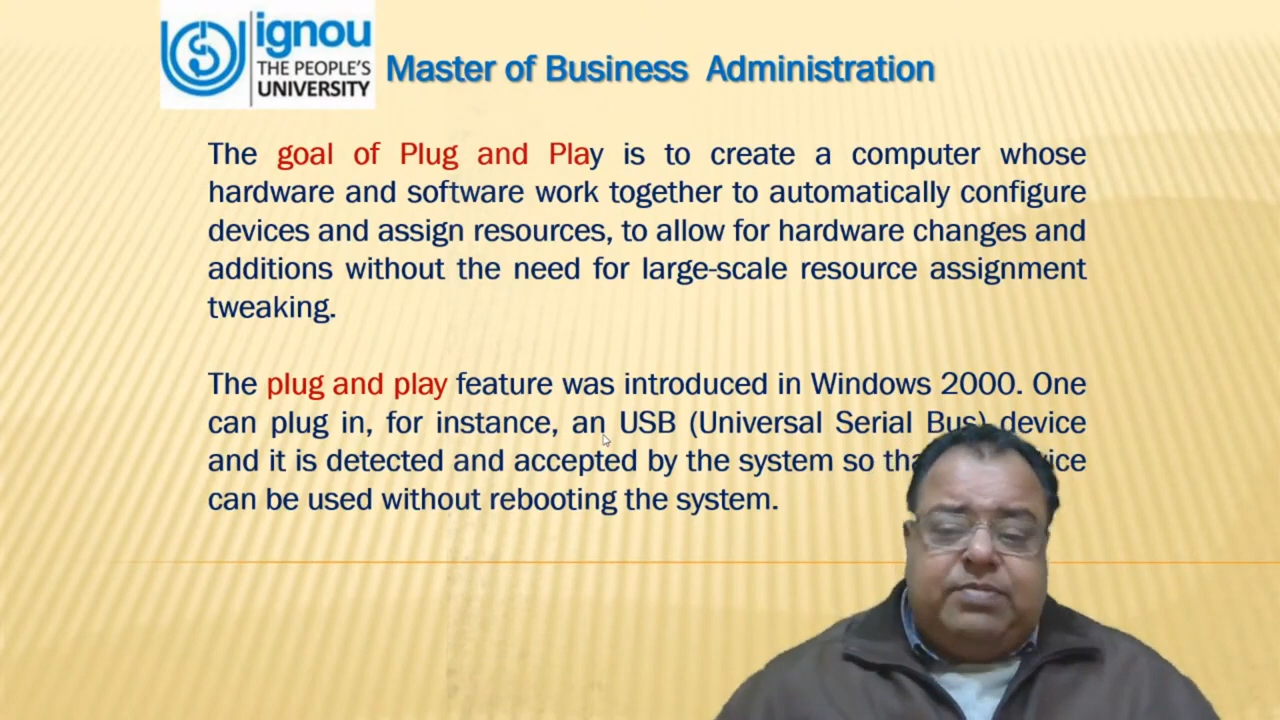 ignou
THE PEOPLE'S
UNIVERSITY
Master of Business Administration
The goal of Plug and Play is to create a computer whose
hardware and software work together to automatically configure
devices and assign resources, to allow for hardware changes and
additions without the need for large-scale resource assignment
tweaking.
The plug and play feature was introduced in Windows 2000. One
can plug in, for instance, an USB (Universal Serial Bus) device
and it is detected and accepted by the system so
can be used without rebooting the system.